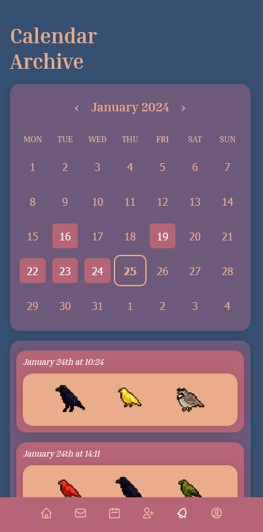 Calendar
Archive
‹ January 2024 ›
MON TUE WED THU FRI SAT SUN
1 2 3 4 5 6 7
8 9 10 11 12 13 14
15 16 17 18 19 20 21
22 23 24 25 26 27 28
29 30 31 1 2 3 4
January 24th at 10:24
January 24th at 14:11